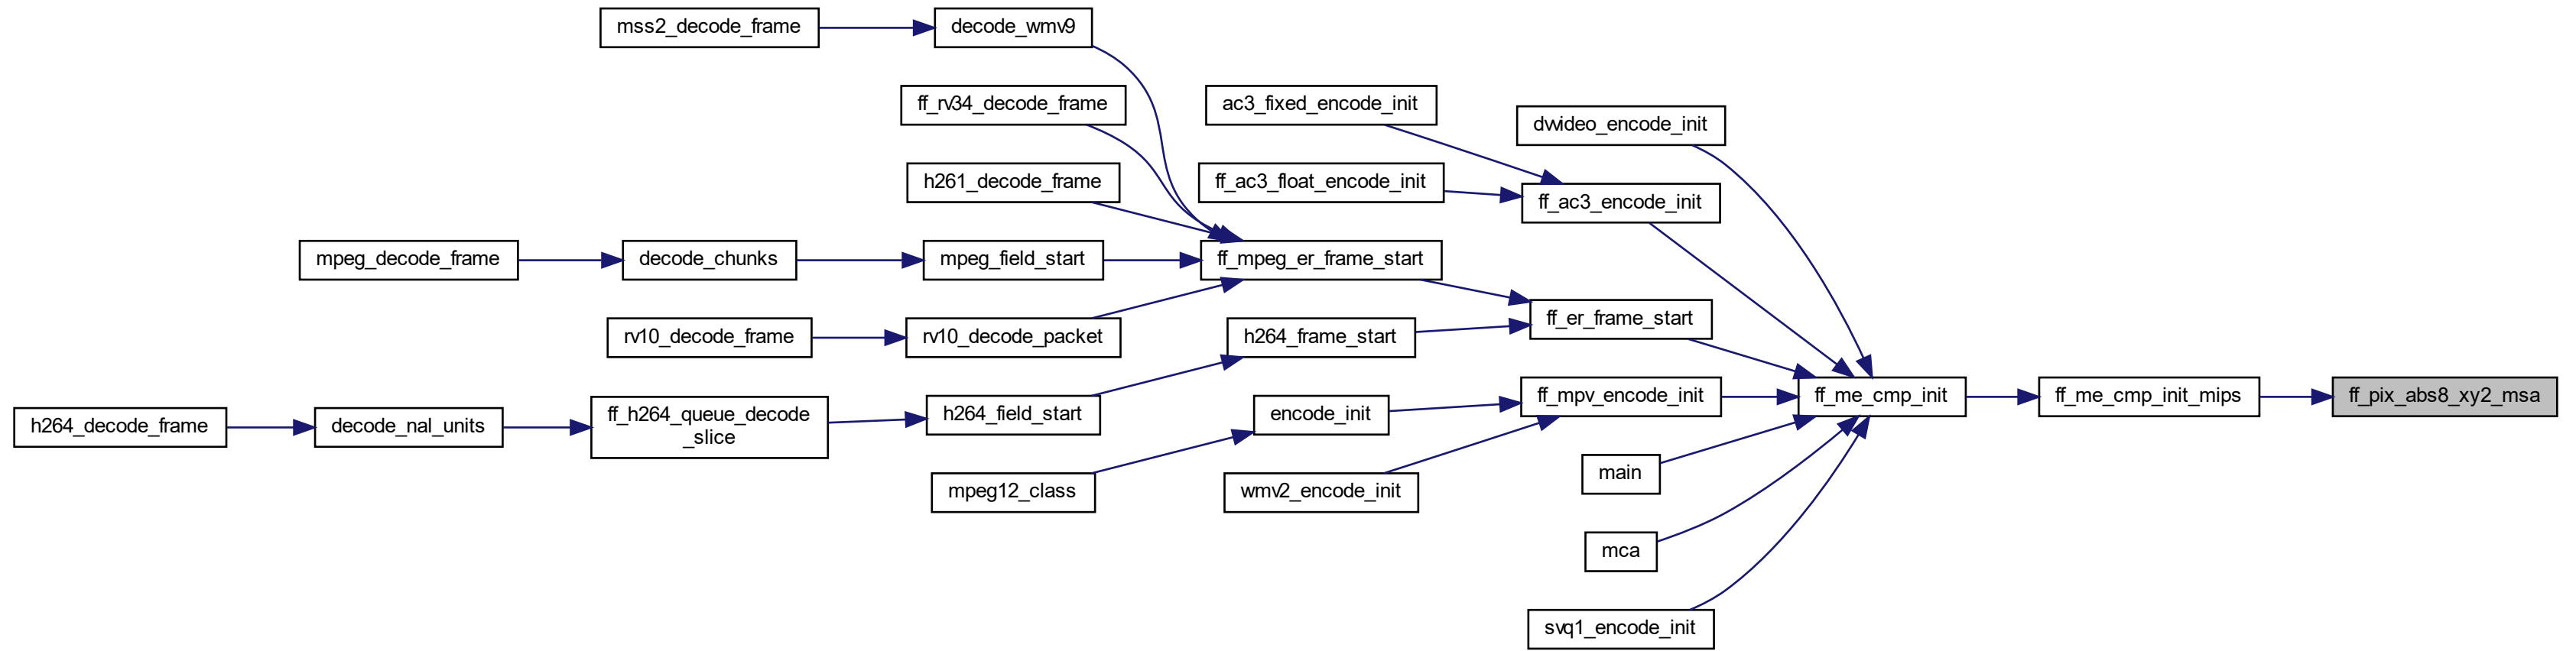 mss2_decode_frame
decode_wmv9
ff_rv34_decode_frame
ac3_fixed_encode_init
dwideo_encode_init
h261_decode_frame
ff_ac3_float_encode_init
ff_ac3_encode_init
mpeg_decode_frame
decode_chunks
mpeg_field_start
ff_mpeg_er_frame_start
rv10_decode_frame
rv10_decode_packet
h264_frame_start
ff_er_frame_start
h264_decode_frame
decode_nal_units
ff_h264_queue_decode
_slice
h264_field_start
encode_init
ff_mpv_encode_init
ff_me_cmp_init
ff_me_cmp_init_mips
ff_pix_abs8_xy2_msa
mpeg12_class
wmv2_encode_init
main
mca
svq1_encode_init